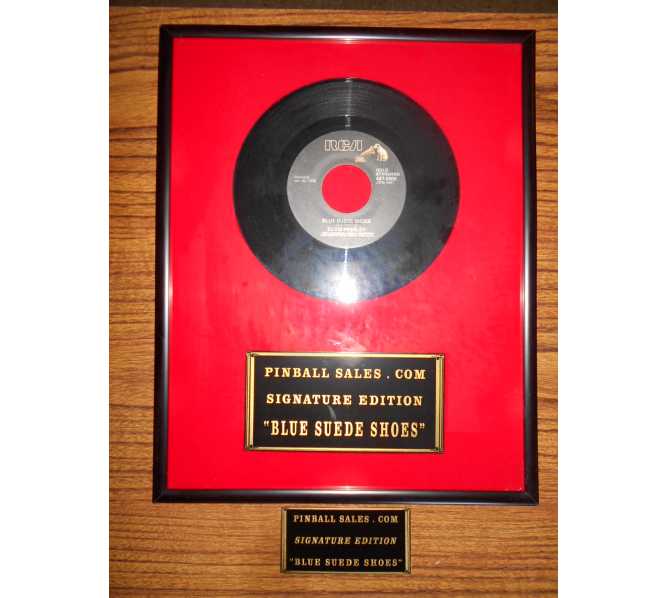 RCA
BLUE SUEDE SHOES
ELVIS PRESLEY
PINBALL SALES . COM
SIGNATURE EDITION
"BLUE SUEDE SHOES"
PINBALL SALES . COM
SIGNATURE EDITION
"BLUE SUEDE SHOES"